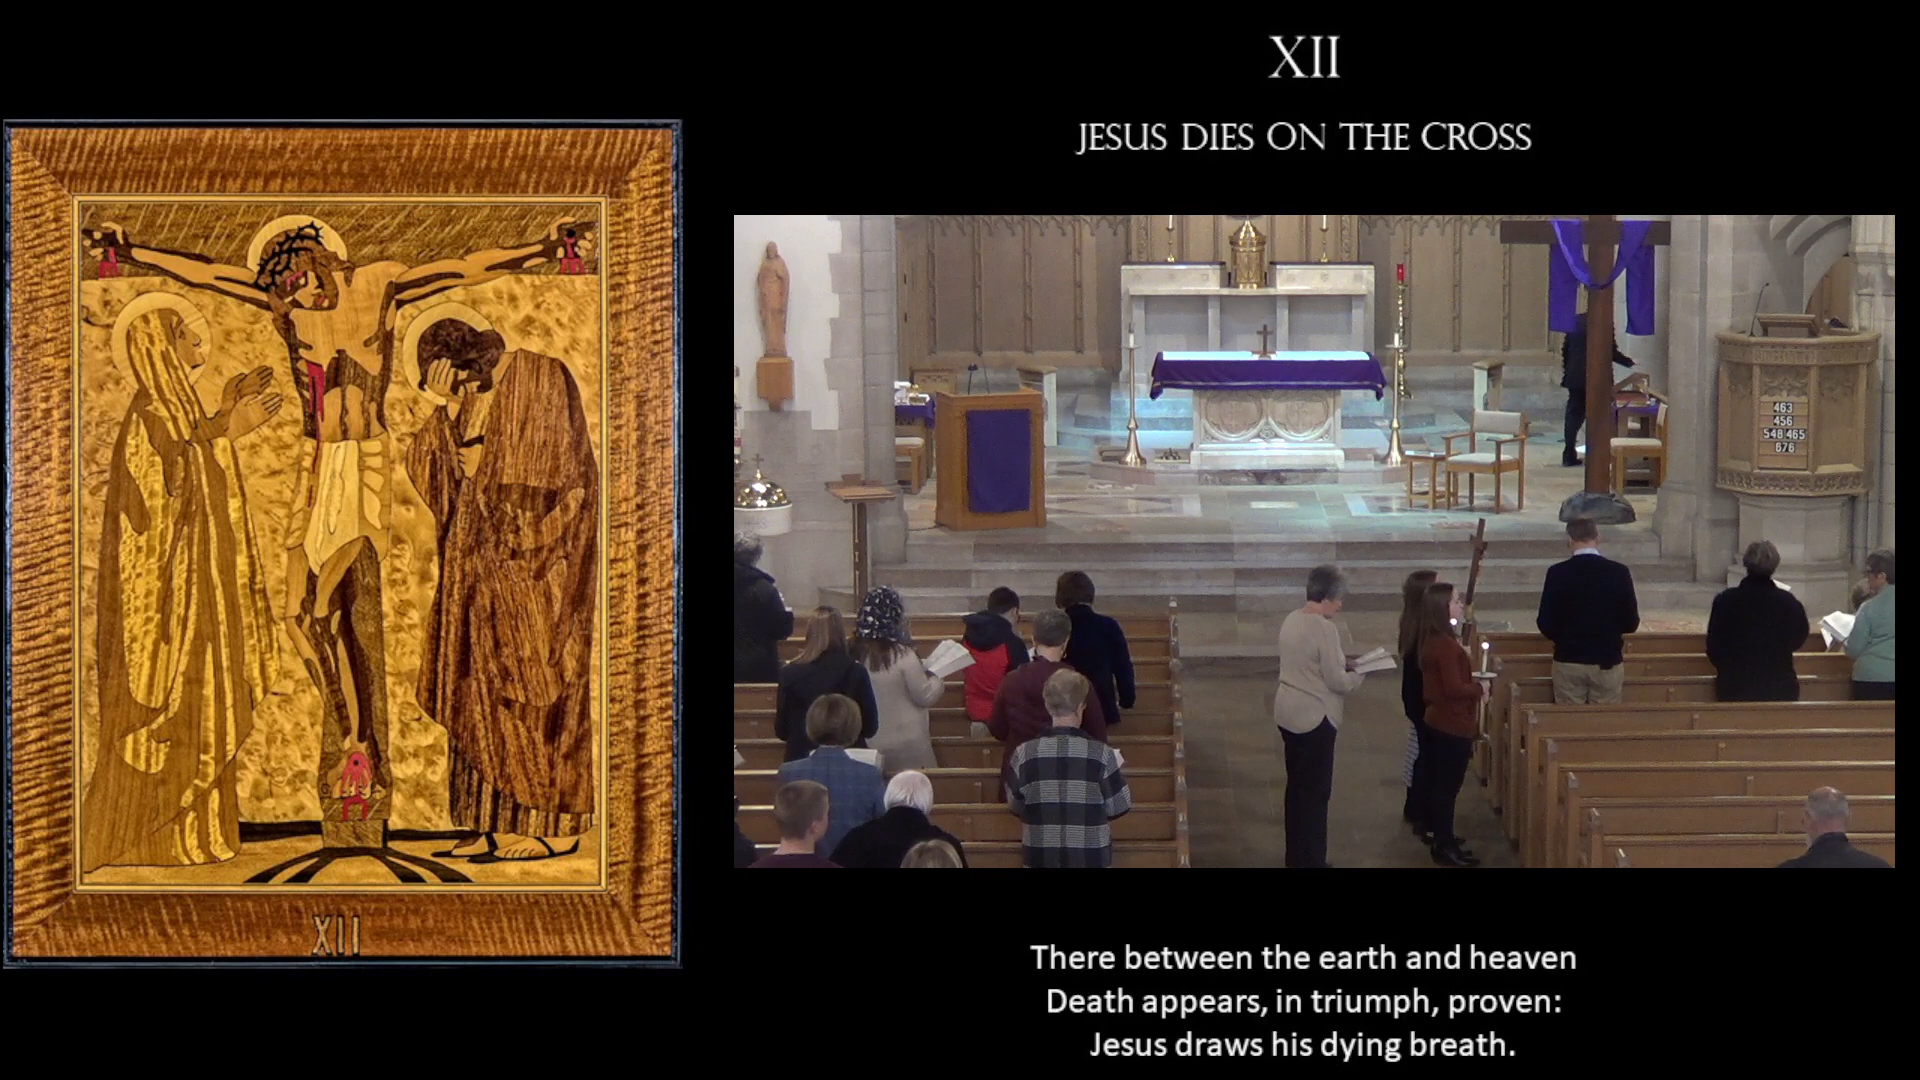 XII
JESUS DIES ON THE CROSS
463
456
548 465
676
XII
There between the earth and heaven
Death appears, in triumph, proven:
Jesus draws his dying breath.